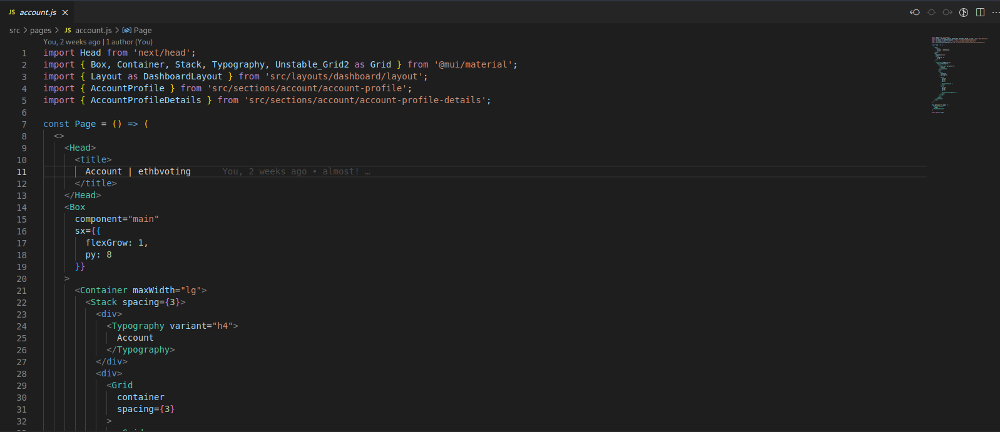 JS account.js ×
src > pages > JS account.js > Page
You, 2 weeks ago | 1 author (You)
1 import Head from 'next/head';
2 import { Box, Container, Stack, Typography, Unstable_Grid2 as Grid } from '@mui/material';
3 import { Layout as DashboardLayout } from 'src/layouts/dashboard/layout';
4 import { AccountProfile } from 'src/sections/account/account-profile';
5 import { AccountProfileDetails } from 'src/sections/account/account-profile-details';
6
7 const Page = () => (
8 <>
9 <Head>
10 <title>
11 Account | ethbvoting You, 2 weeks ago • almost! …
12 </title>
13 </Head>
14 <Box
15 component="main"
16 sx={{
17 flexGrow: 1,
18 py: 8
19 }}
20 >
21 <Container maxWidth="lg">
22 <Stack spacing={3}>
23 <div>
24 <Typography variant="h4">
25 Account
26 </Typography>
27 </div>
28 <div>
29 <Grid
30 container
31 spacing={3}
32 >